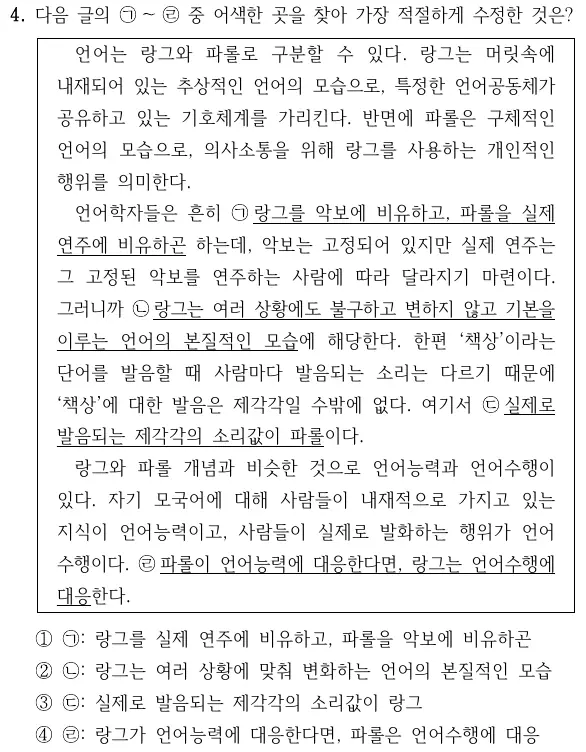 4. 다음 글의 ㉠ ~ ㉣ 중 어색한 곳을 찾아 가장 적절하게 수정한 것은?
언어는 랑그와 파롤로 구분할 수 있다. 랑그는 머릿속에
내재되어 있는 추상적인 언어의 모습으로, 특정한 언어공동체가
공유하고 있는 기호체계를 가리킨다. 반면에 파롤은 구체적인
언어의 모습으로, 의사소통을 위해 랑그를 사용하는 개인적인
행위를 의미한다.
언어학자들은 흔히 ㉠ 랑그를 악보에 비유하고, 파롤을 실제
연주에 비유하곤 하는데, 악보는 고정되어 있지만 실제 연주는
그 고정된 악보를 연주하는 사람에 따라 달라지기 마련이다.
그러니까 ㉡ 랑그는 여러 상황에도 불구하고 변하지 않고 기본을
이루는 언어의 본질적인 모습에 해당한다. 한편 ‘책상’이라는
단어를 발음할 때 사람마다 발음되는 소리는 다르기 때문에
‘책상’에 대한 발음은 제각각일 수밖에 없다. 여기서 ㉢ 실제로
발음되는 제각각의 소리값이 파롤이다.
랑그와 파롤 개념과 비슷한 것으로 언어능력과 언어수행이
있다. 자기 모국어에 대해 사람들이 내재적으로 가지고 있는
지식이 언어능력이고, 사람들이 실제로 발화하는 행위가 언어
수행이다. ㉣ 파롤이 언어능력에 대응한다면, 랑그는 언어수행에
대응한다.
① ㉠: 랑그를 실제 연주에 비유하고, 파롤을 악보에 비유하곤
② ㉡: 랑그는 여러 상황에 맞춰 변화하는 언어의 본질적인 모습
③ ㉢: 실제로 발음되는 제각각의 소리값이 랑그
④ ㉣: 랑그가 언어능력에 대응한다면, 파롤은 언어수행에 대응